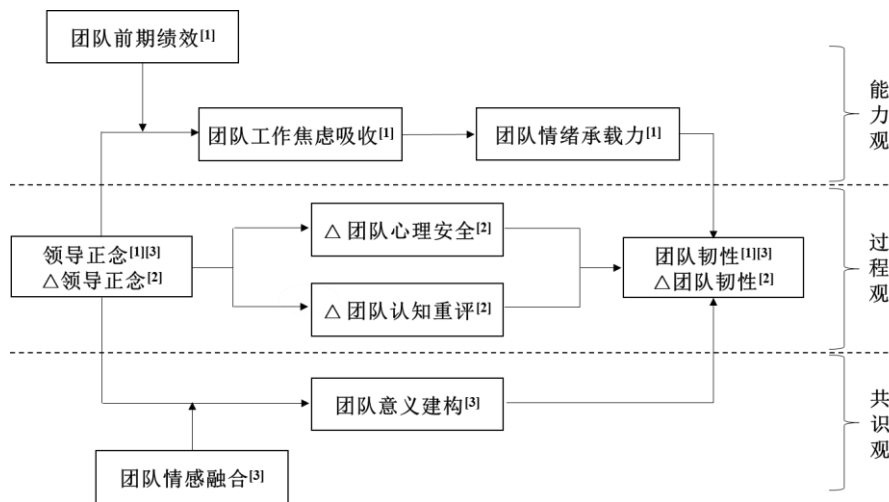 团队前期绩效[1]
团队工作焦虑吸收[1]
团队情绪承载力[1]
能力观
领导正念[1][3]
△领导正念[2]
△团队心理安全[2]
△团队认知重评[2]
团队韧性[1][3]
△团队韧性[2]
过程观
团队意义建构[3]
团队情感融合[3]
共识观